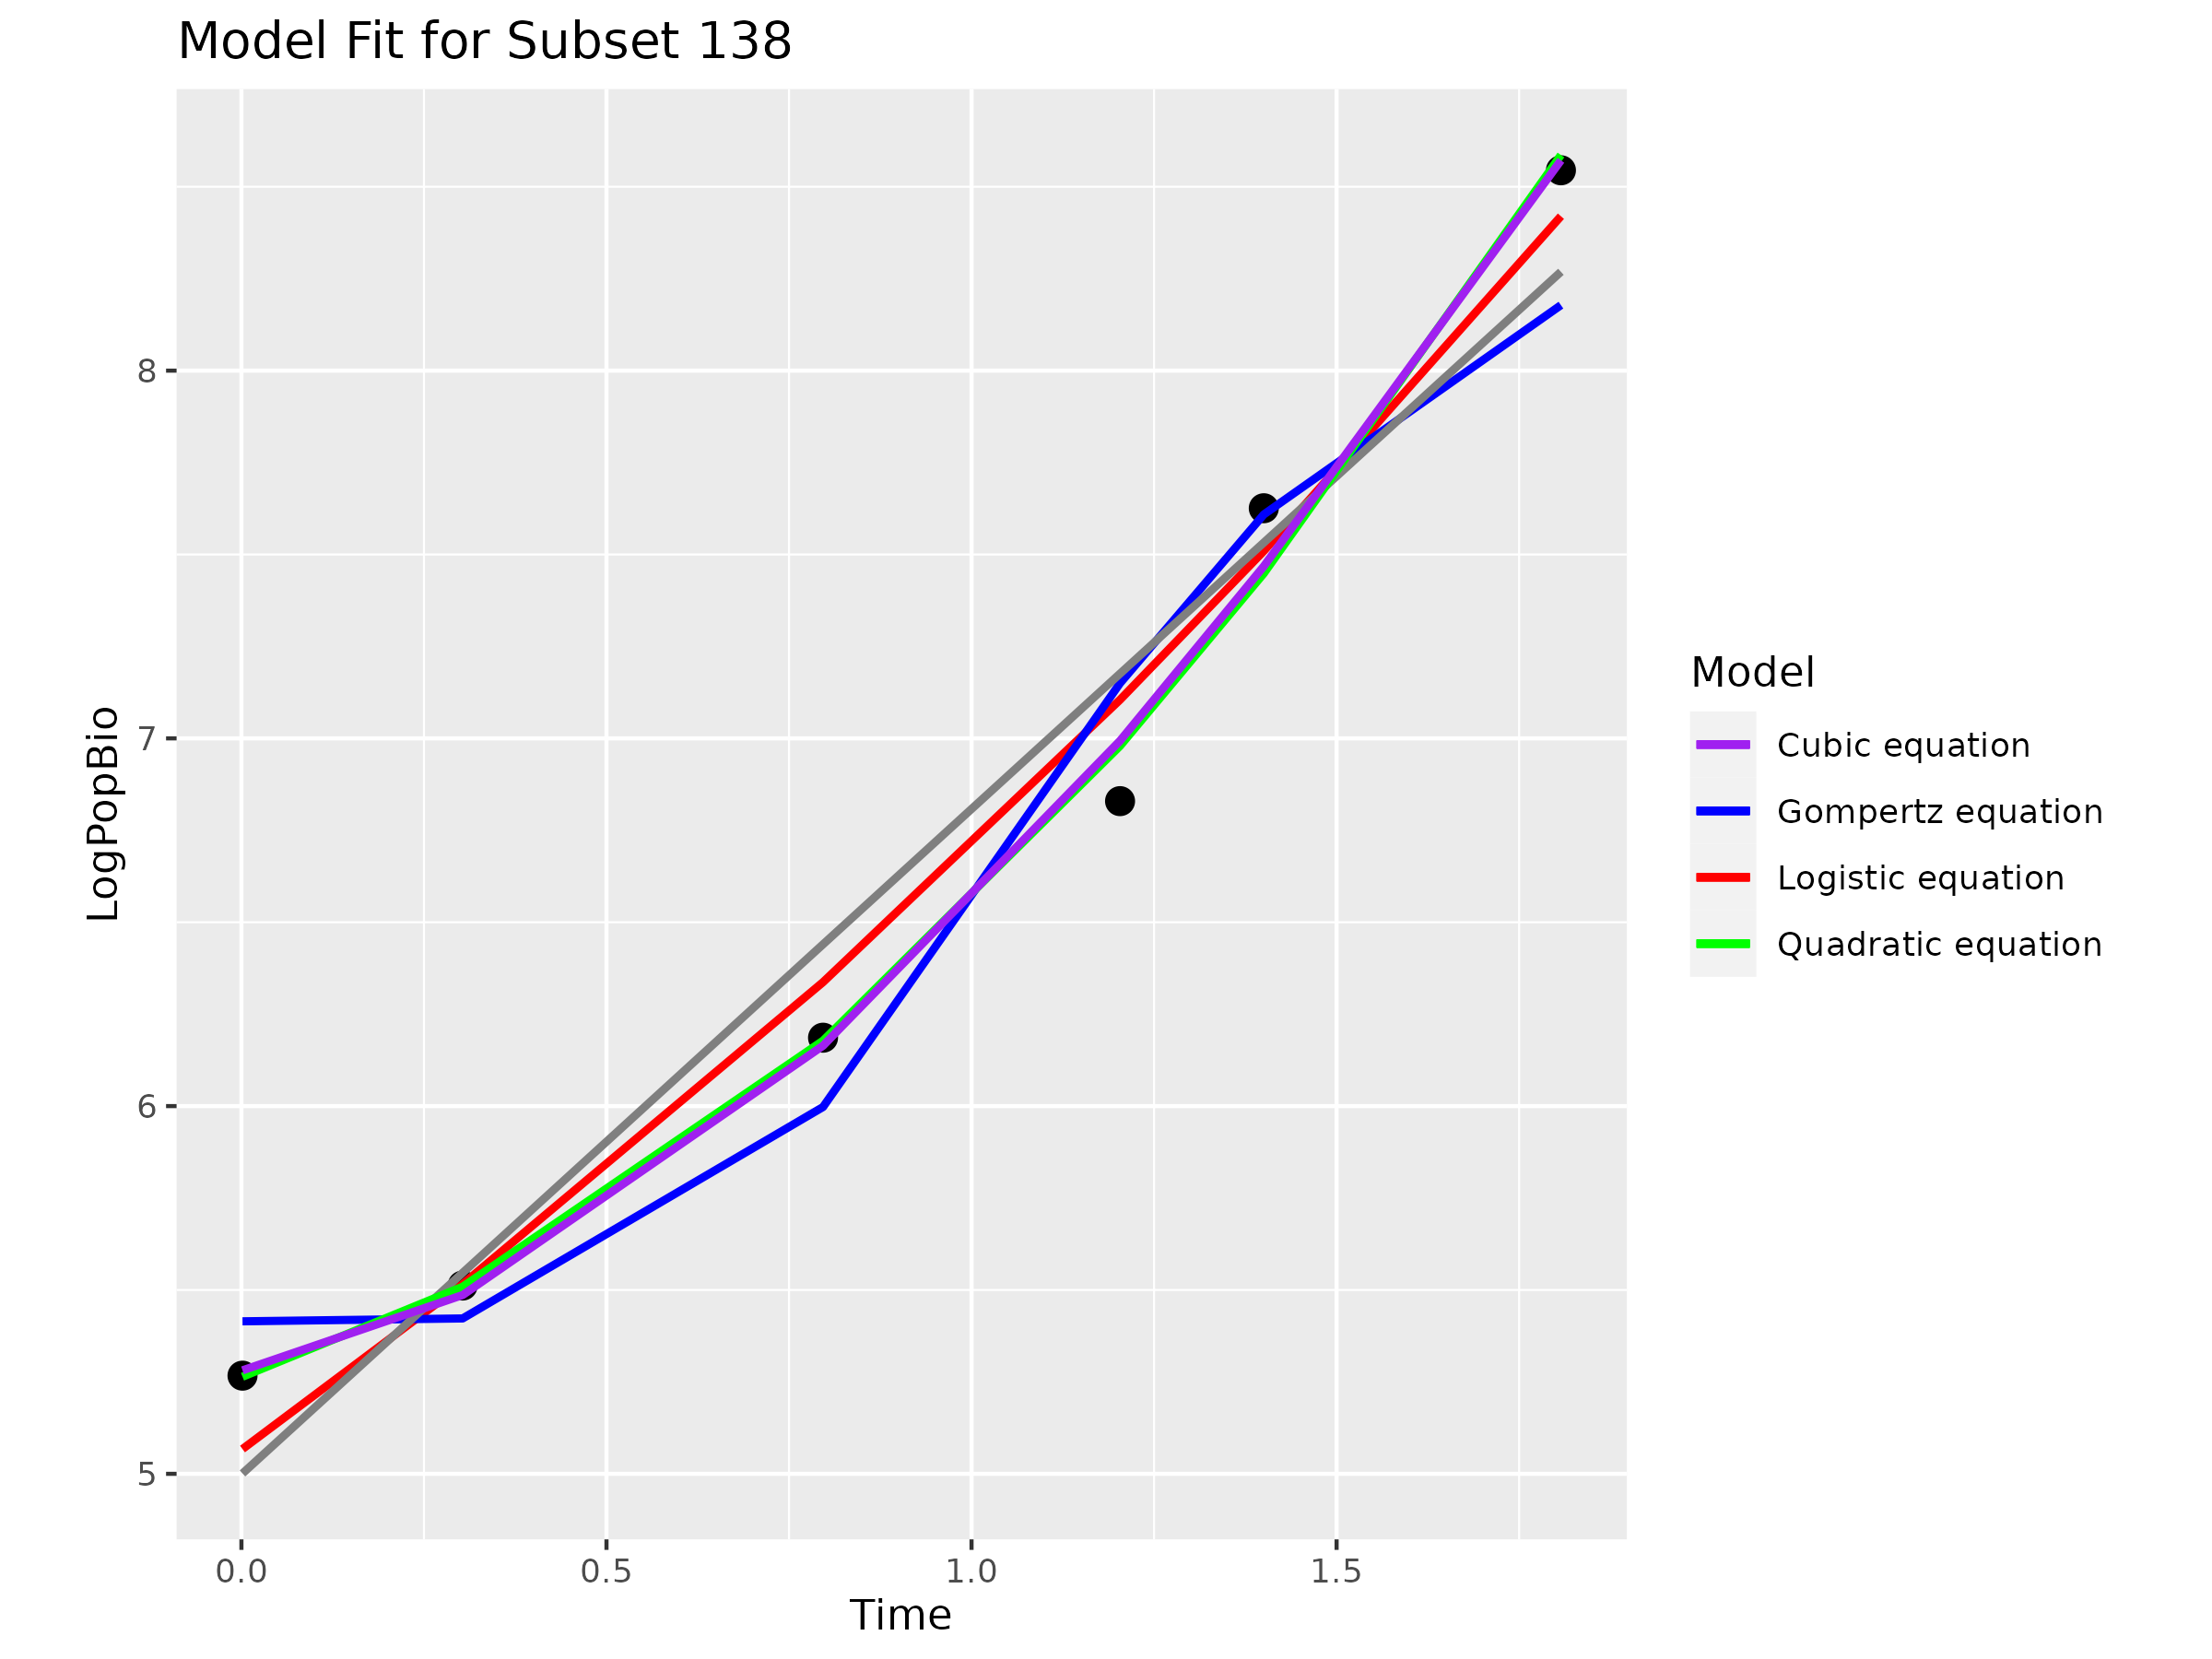 Model Fit for Subset 138
8
7
6
5
LogPopBio
0.0 0.5 1.0 1.5
Time
Model
Cubic equation
Gompertz equation
Logistic equation
Quadratic equation